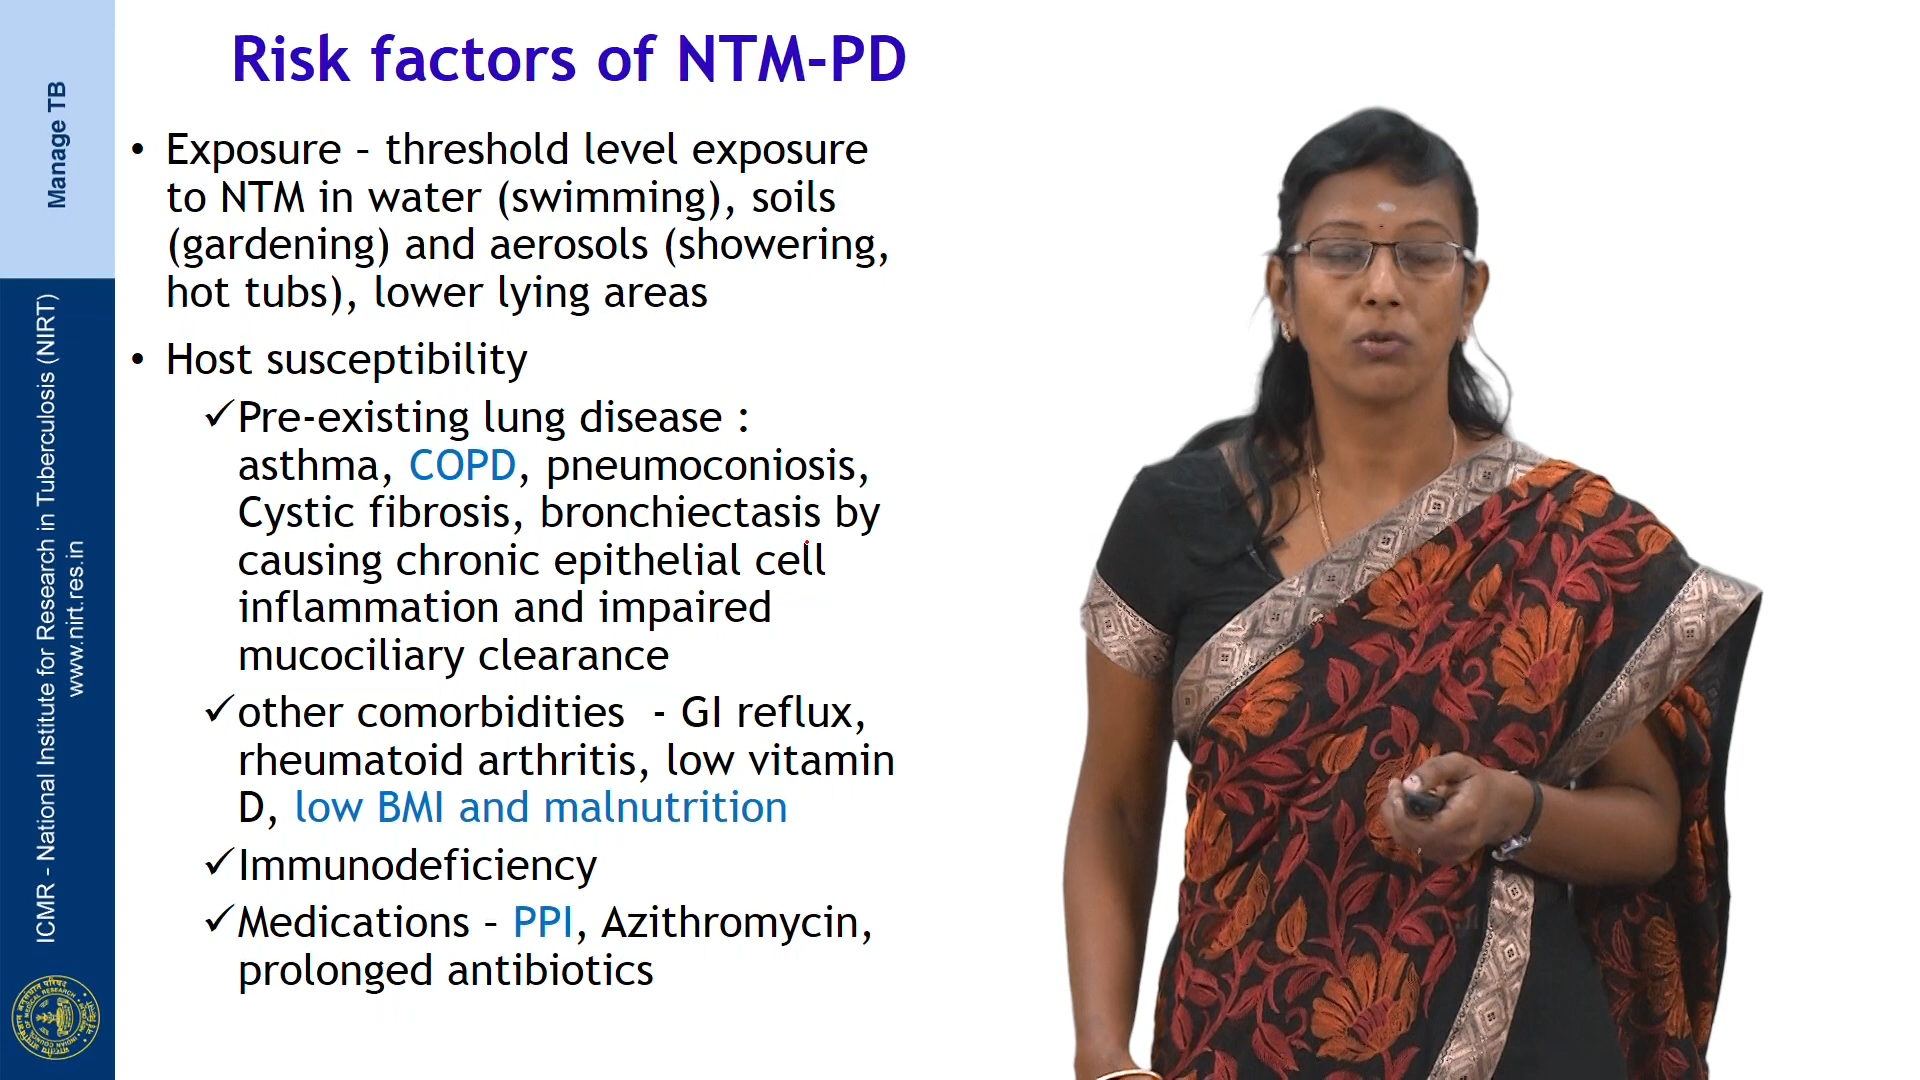 Risk factors of NTM-PD
• Exposure – threshold level exposure
to NTM in water (swimming), soils
(gardening) and aerosols (showering,
hot tubs), lower lying areas
• Host susceptibility
✓Pre-existing lung disease :
asthma, COPD, pneumoconiosis,
Cystic fibrosis, bronchiectasis by
causing chronic epithelial cell
inflammation and impaired
mucociliary clearance
✓other comorbidities - GI reflux,
rheumatoid arthritis, low vitamin
D, low BMI and malnutrition
✓Immunodeficiency
✓Medications – PPI, Azithromycin,
prolonged antibiotics
Manage TB
ICMR - National Institute for Research in Tuberculosis (NIRT)
www.nirt.res.in